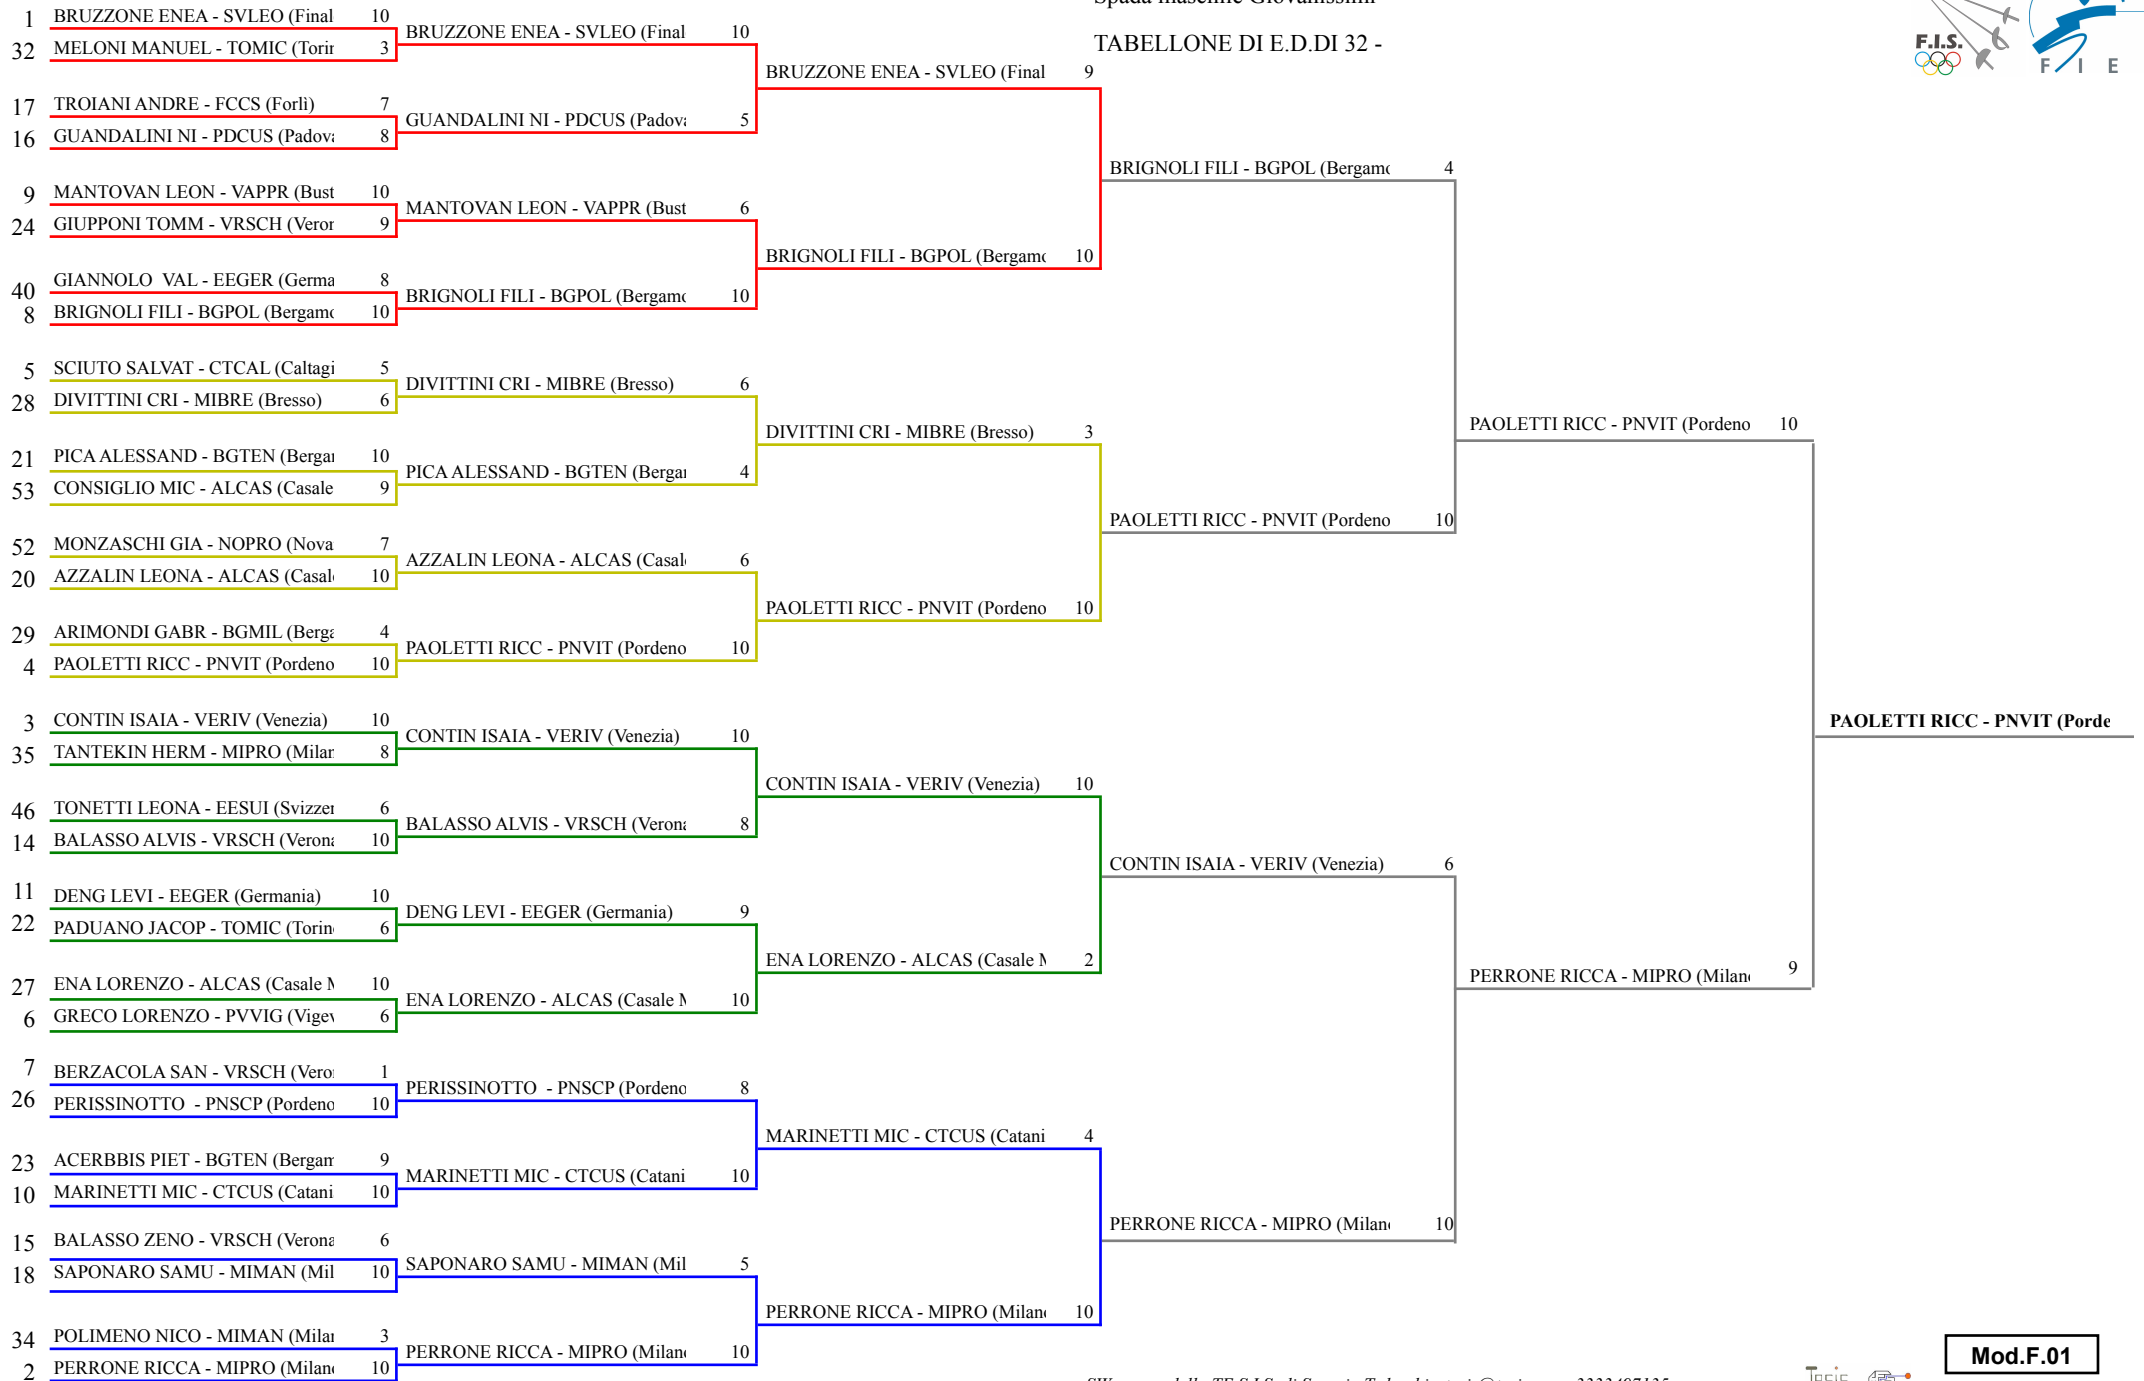 Spada maschile Giovanissimi
TABELLONE DI E.D.DI 32 -
F.I.S.
F I E
1 BRUZZONE ENEA - SVLEO (Final 10
32 MELONI MANUEL - TOMIC (Torin 3
17 TROIANI ANDRE - FCCS (Forlì) 7
16 GUANDALINI NI - PDCUS (Padova 8
9 MANTOVAN LEON - VAPPR (Bust 10
24 GIUPPONI TOMM - VRSCH (Veror 9
40 GIANNOLO VAL - EEGER (Germa 8
8 BRIGNOLI FILI - BGPOL (Bergamo 10
5 SCIUTO SALVAT - CTCAL (Caltagi 5
28 DIVITTINI CRI - MIBRE (Bresso) 6
21 PICA ALESSAND - BGTEN (Bergar 10
53 CONSIGLIO MIC - ALCAS (Casale 9
52 MONZASCHI GIA - NOPRO (Nova 7
20 AZZALIN LEONA - ALCAS (Casale 10
29 ARIMONDI GABR - BGMIL (Berga 4
4 PAOLETTI RICC - PNVIT (Pordeno 10
3 CONTIN ISAIA - VERIV (Venezia) 10
35 TANTEKIN HERM - MIPRO (Milan 8
46 TONETTI LEONA - EESUI (Svizzer 6
14 BALASSO ALVIS - VRSCH (Verona 10
11 DENG LEVI - EEGER (Germania) 10
22 PADUANO JACOP - TOMIC (Torin 6
27 ENA LORENZO - ALCAS (Casale M 10
6 GRECO LORENZO - PVVIG (Vigev 6
7 BERZACOLA SAN - VRSCH (Vero 1
26 PERISSINOTTO - PNSCP (Pordeno 10
23 ACERBBIS PIET - BGTEN (Bergam 9
10 MARINETTI MIC - CTCUS (Catani 10
15 BALASSO ZENO - VRSCH (Verona 6
18 SAPONARO SAMU - MIMAN (Mil 10
34 POLIMENO NICO - MIMAN (Milar 3
2 PERRONE RICCA - MIPRO (Milano 10
BRUZZONE ENEA - SVLEO (Final 10
GUANDALINI NI - PDCUS (Padova 5
MANTOVAN LEON - VAPPR (Bust 6
BRIGNOLI FILI - BGPOL (Bergamo 10
DIVITTINI CRI - MIBRE (Bresso) 6
PICA ALESSAND - BGTEN (Bergar 4
AZZALIN LEONA - ALCAS (Casale 6
PAOLETTI RICC - PNVIT (Pordeno 10
CONTIN ISAIA - VERIV (Venezia) 10
BALASSO ALVIS - VRSCH (Verona 8
DENG LEVI - EEGER (Germania) 9
ENA LORENZO - ALCAS (Casale M 10
PERISSINOTTO - PNSCP (Pordeno 8
MARINETTI MIC - CTCUS (Catani 10
SAPONARO SAMU - MIMAN (Mil 5
PERRONE RICCA - MIPRO (Milano 10
BRUZZONE ENEA - SVLEO (Final 9
BRIGNOLI FILI - BGPOL (Bergamo 10
DIVITTINI CRI - MIBRE (Bresso) 3
PAOLETTI RICC - PNVIT (Pordeno 10
CONTIN ISAIA - VERIV (Venezia) 10
ENA LORENZO - ALCAS (Casale M 2
MARINETTI MIC - CTCUS (Catani 4
PERRONE RICCA - MIPRO (Milano 10
BRIGNOLI FILI - BGPOL (Bergamo 4
PAOLETTI RICC - PNVIT (Pordeno 10
CONTIN ISAIA - VERIV (Venezia) 6
PERRONE RICCA - MIPRO (Milano 10
PAOLETTI RICC - PNVIT (Pordeno 10
PERRONE RICCA - MIPRO (Milano 9
PAOLETTI RICC - PNVIT (Porde
Mod.F.01